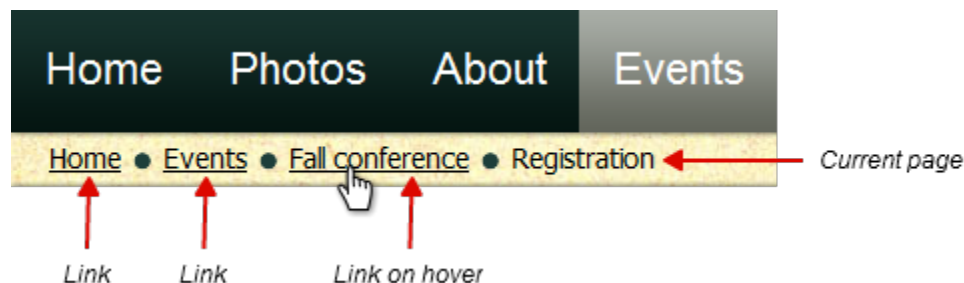 Home Photos About Events
Home ● Events ● Fall conference ● Registration
Current page
Link Link Link on hover